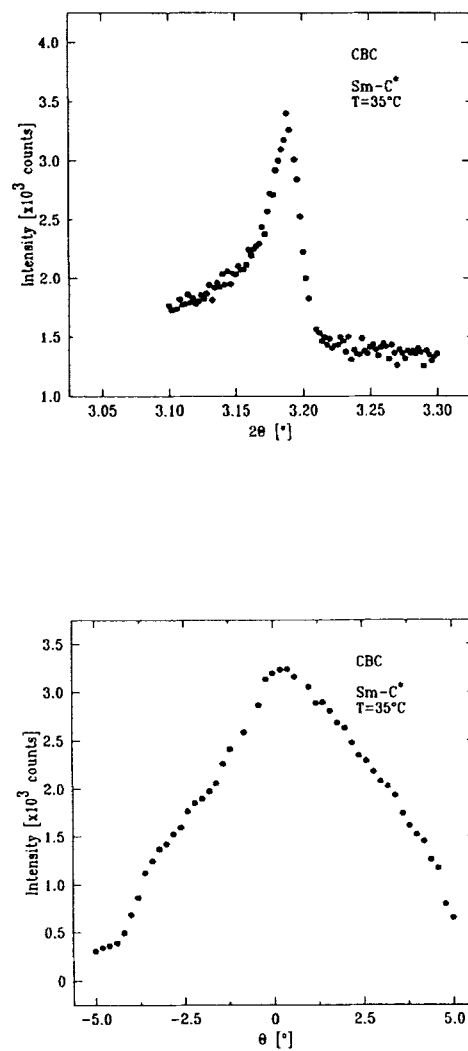 CBC
Sm-C*
T=35°C
Intensity [x10³ counts]
4.0
3.5
3.0
2.5
2.0
1.5
1.0
3.05 3.10 3.15 3.20 3.25 3.30
2θ [°]
CBC
Sm-C*
T=35°C
Intensity [x10³ counts]
3.5
3.0
2.5
2.0
1.5
1.0
0.5
0
-5.0 -2.5 0 2.5 5.0
θ [°]